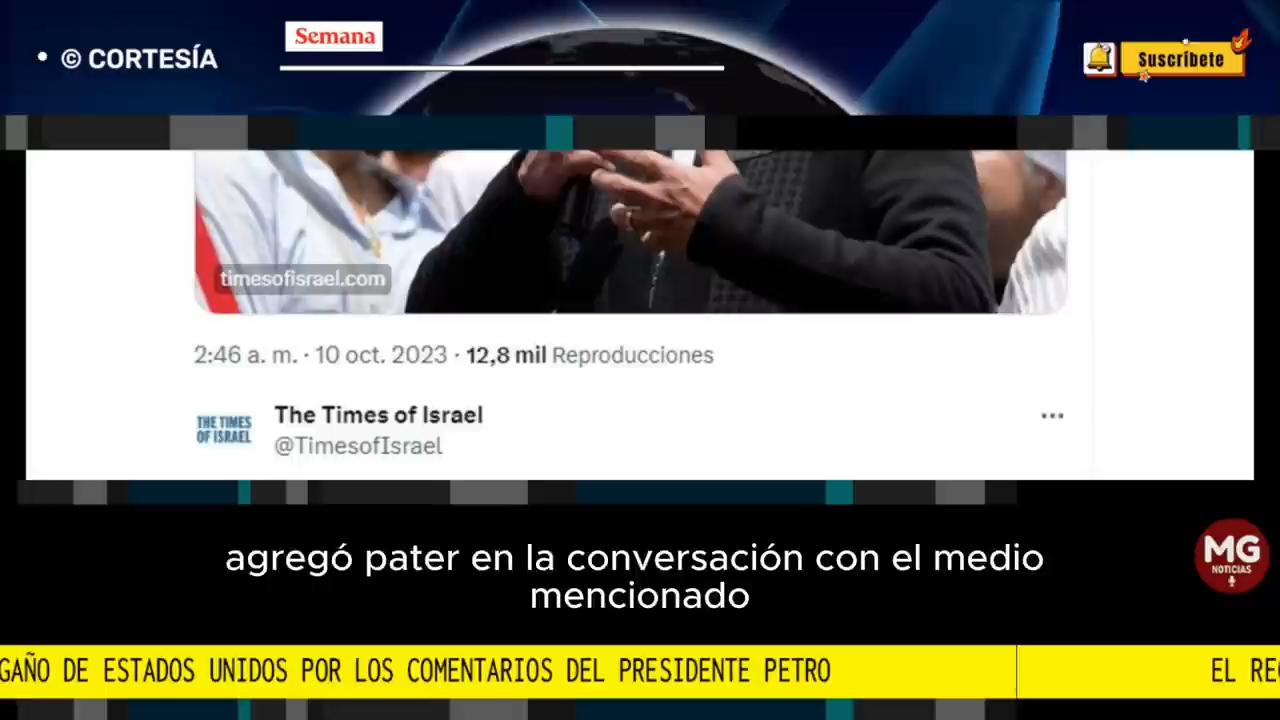 • © CORTESÍA
Semana
Suscríbete
timesofisrael.com
2:46 a. m. · 10 oct. 2023 · 12,8 mil Reproducciones
THE TIMES
OF ISRAEL
The Times of Israel
@TimesofIsrael
agregó pater en la conversación con el medio
mencionado
MG
NOTICIAS
GAÑO DE ESTADOS UNIDOS POR LOS COMENTARIOS DEL PRESIDENTE PETRO
EL REG